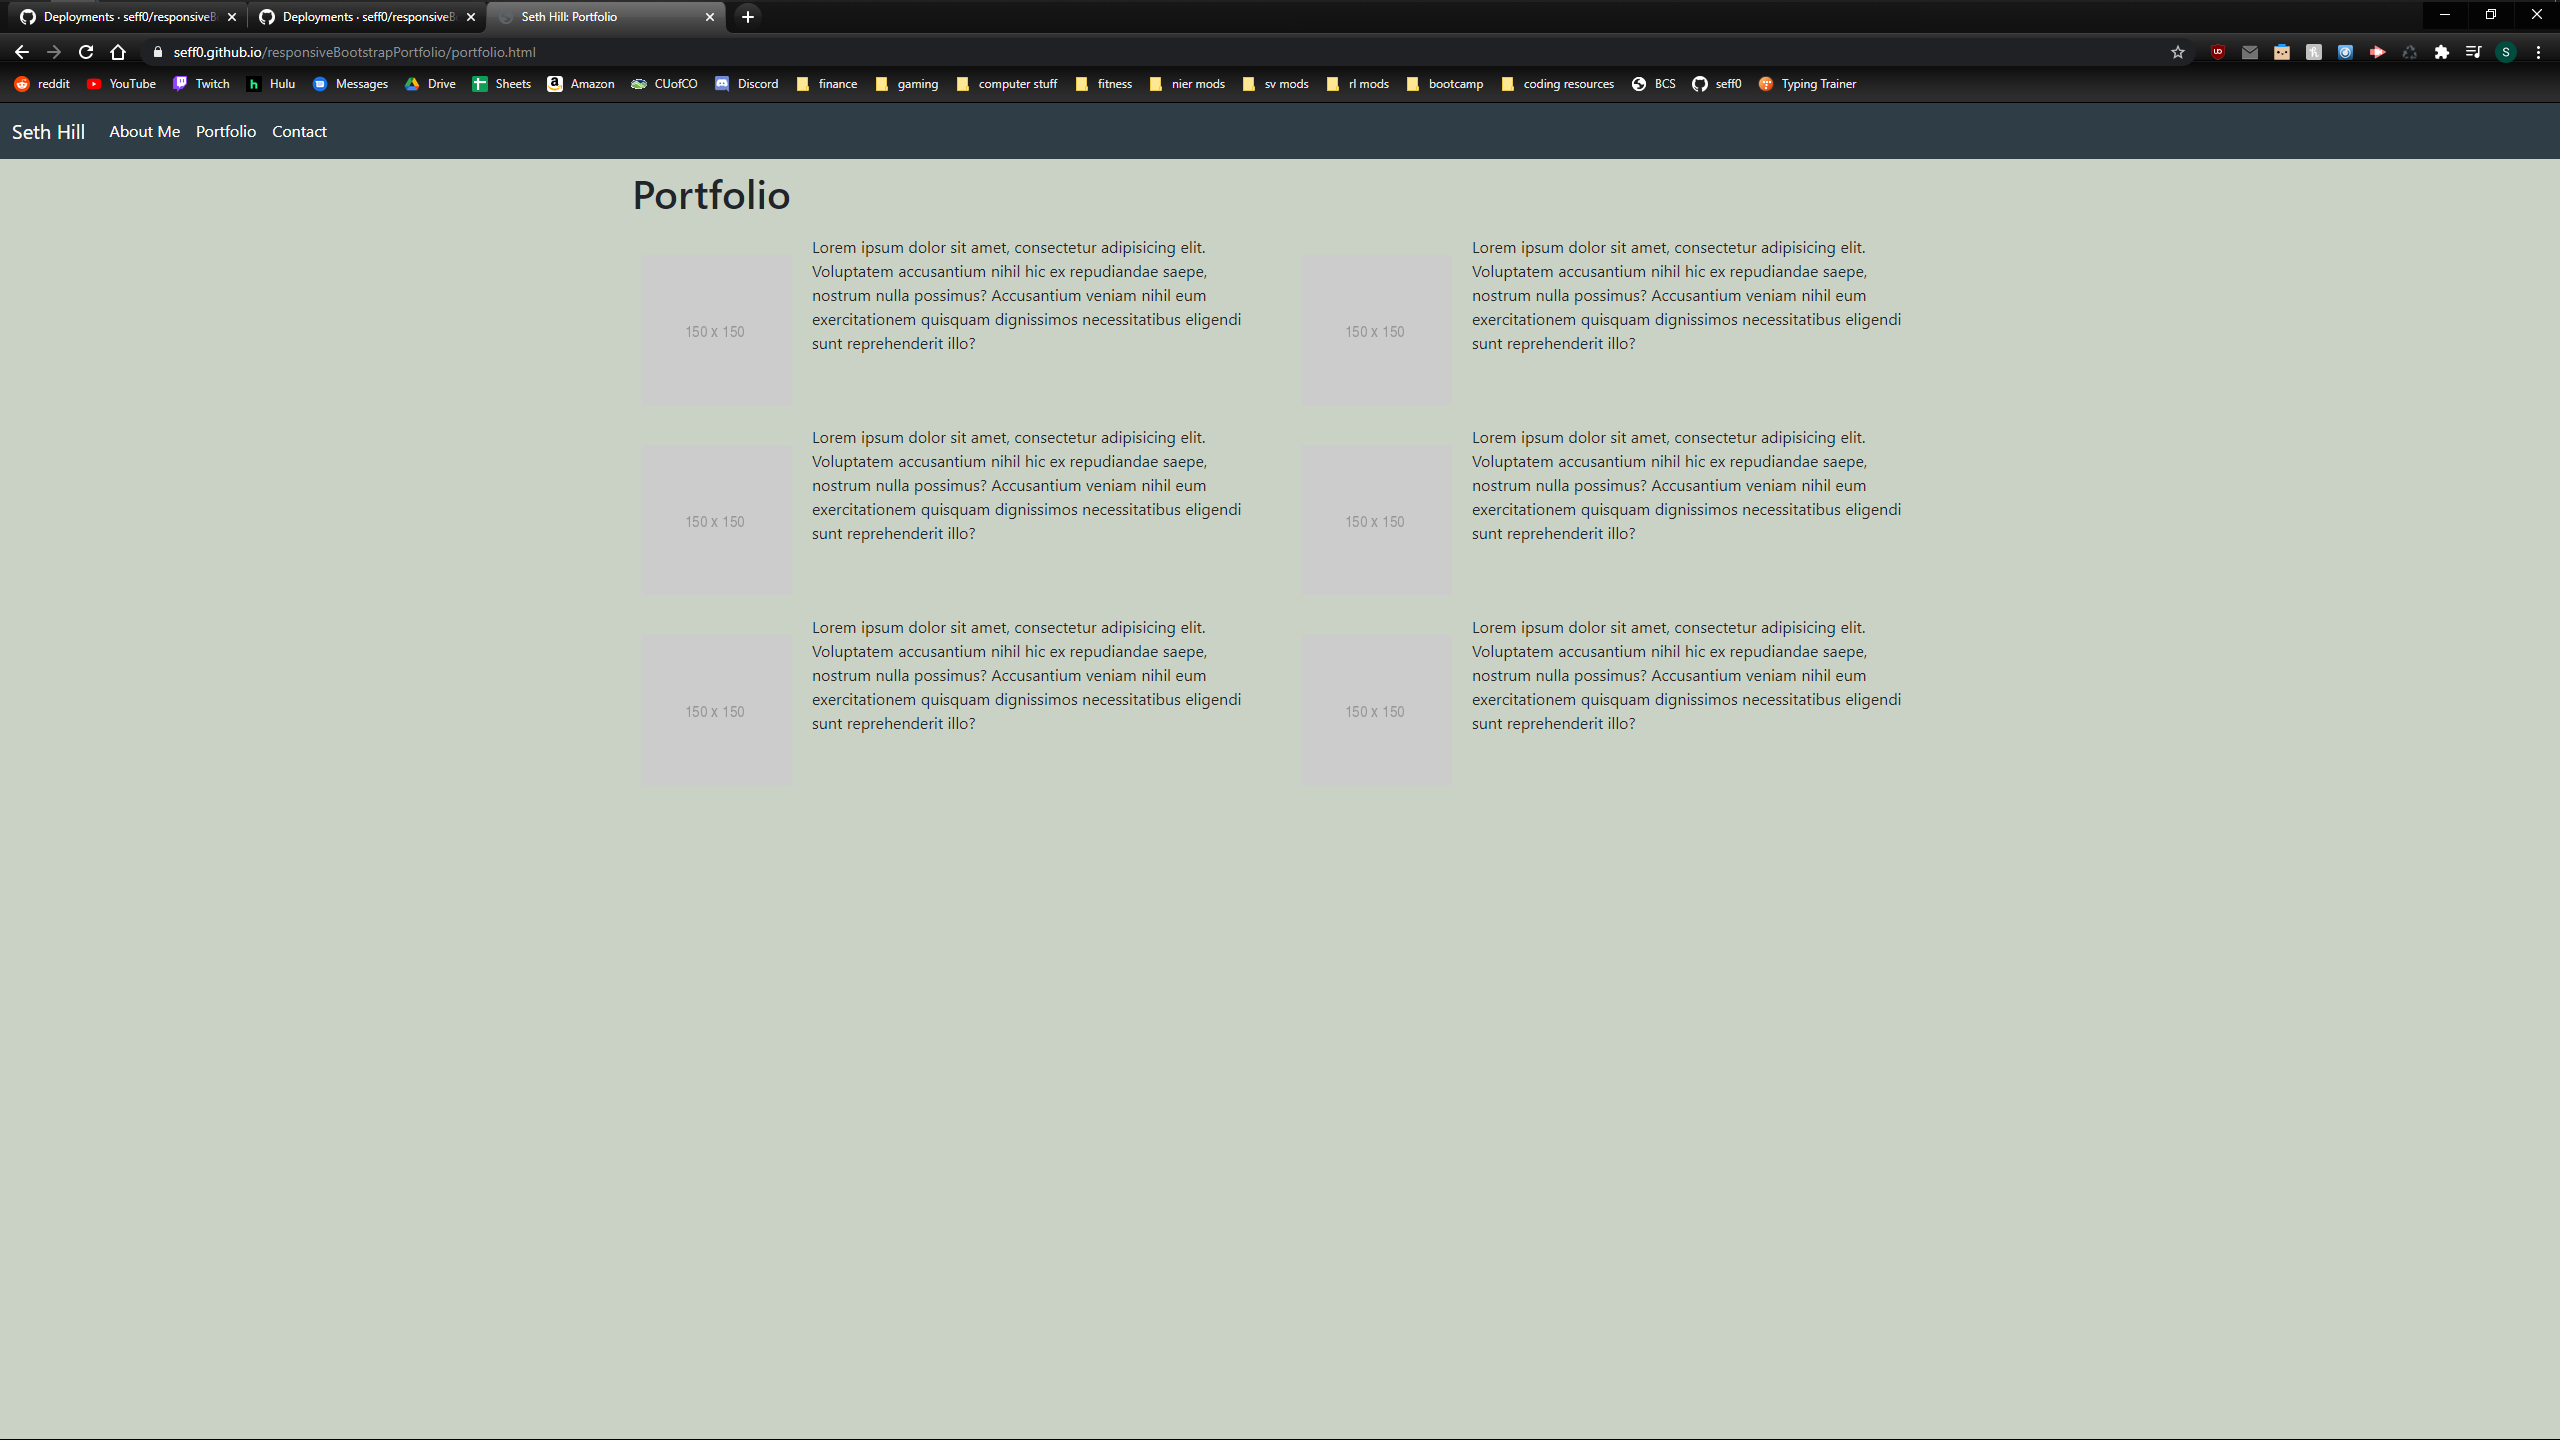 Deployments · seff0/responsiveB
Deployments · seff0/responsiveB
Seth Hill: Portfolio
seff0.github.io/responsiveBootstrapPortfolio/portfolio.html
S
reddit YouTube Twitch Hulu Messages Drive Sheets Amazon CUofCO Discord finance gaming computer stuff fitness nier mods sv mods rl mods bootcamp coding resources BCS seff0 Typing Trainer
Seth Hill About Me Portfolio Contact
Portfolio
150 x 150
Lorem ipsum dolor sit amet, consectetur adipisicing elit.
Voluptatem accusantium nihil hic ex repudiandae saepe,
nostrum nulla possimus? Accusantium veniam nihil eum
exercitationem quisquam dignissimos necessitatibus eligendi
sunt reprehenderit illo?
150 x 150
Lorem ipsum dolor sit amet, consectetur adipisicing elit.
Voluptatem accusantium nihil hic ex repudiandae saepe,
nostrum nulla possimus? Accusantium veniam nihil eum
exercitationem quisquam dignissimos necessitatibus eligendi
sunt reprehenderit illo?
150 x 150
Lorem ipsum dolor sit amet, consectetur adipisicing elit.
Voluptatem accusantium nihil hic ex repudiandae saepe,
nostrum nulla possimus? Accusantium veniam nihil eum
exercitationem quisquam dignissimos necessitatibus eligendi
sunt reprehenderit illo?
150 x 150
Lorem ipsum dolor sit amet, consectetur adipisicing elit.
Voluptatem accusantium nihil hic ex repudiandae saepe,
nostrum nulla possimus? Accusantium veniam nihil eum
exercitationem quisquam dignissimos necessitatibus eligendi
sunt reprehenderit illo?
150 x 150
Lorem ipsum dolor sit amet, consectetur adipisicing elit.
Voluptatem accusantium nihil hic ex repudiandae saepe,
nostrum nulla possimus? Accusantium veniam nihil eum
exercitationem quisquam dignissimos necessitatibus eligendi
sunt reprehenderit illo?
150 x 150
Lorem ipsum dolor sit amet, consectetur adipisicing elit.
Voluptatem accusantium nihil hic ex repudiandae saepe,
nostrum nulla possimus? Accusantium veniam nihil eum
exercitationem quisquam dignissimos necessitatibus eligendi
sunt reprehenderit illo?